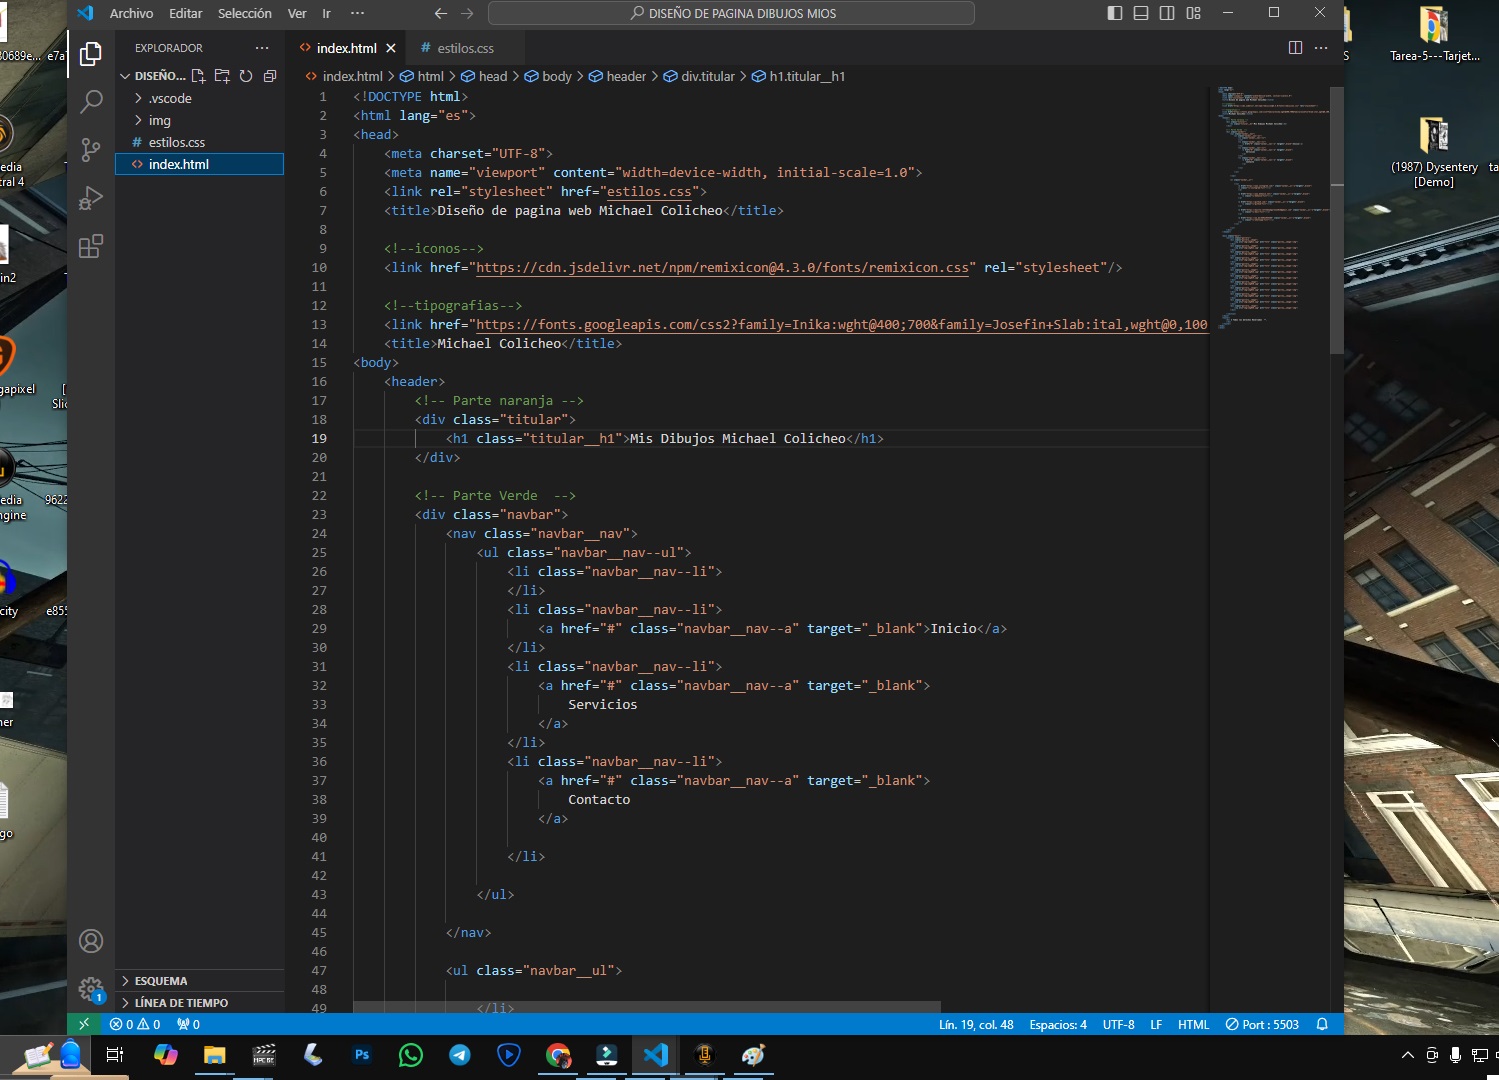 Archivo Editar Selección Ver Ir ··· DISEÑO DE PAGINA DIBUJOS MIOS
EXPLORADOR ···
DISEÑO...
.vscode
img
# estilos.css
<> index.html
ESQUEMA
LÍNEA DE TIEMPO
<> index.html # estilos.css
<> index.html > html > head > body > header > div.titular > h1.titular__h1
1 <!DOCTYPE html>
2 <html lang="es">
3 <head>
4 <meta charset="UTF-8">
5 <meta name="viewport" content="width=device-width, initial-scale=1.0">
6 <link rel="stylesheet" href="estilos.css">
7 <title>Diseño de pagina web Michael Colicheo</title>
8
9 <!--iconos-->
10 <link href="https://cdn.jsdelivr.net/npm/remixicon@4.3.0/fonts/remixicon.css" rel="stylesheet"/>
11
12 <!--tipografias-->
13 <link href="https://fonts.googleapis.com/css2?family=Inika:wght@400;700&family=Josefin+Slab:ital,wght@0,100
14 <title>Michael Colicheo</title>
15 <body>
16 <header>
17 <!-- Parte naranja -->
18 <div class="titular">
19 <h1 class="titular__h1">Mis Dibujos Michael Colicheo</h1>
20 </div>
21
22 <!-- Parte Verde  -->
23 <div class="navbar">
24 <nav class="navbar__nav">
25 <ul class="navbar__nav--ul">
26 <li class="navbar__nav--li">
27 </li>
28 <li class="navbar__nav--li">
29 <a href="#" class="navbar__nav--a" target="_blank">Inicio</a>
30 </li>
31 <li class="navbar__nav--li">
32 <a href="#" class="navbar__nav--a" target="_blank">
33 Servicios
34 </a>
35 </li>
36 <li class="navbar__nav--li">
37 <a href="#" class="navbar__nav--a" target="_blank">
38 Contacto
39 </a>
40
41 </li>
42
43 </ul>
44
45 </nav>
46
47 <ul class="navbar__ul">
48
49 </li>
0 0 0 Lín. 19, col. 48 Espacios: 4 UTF-8 LF HTML Port : 5503
1
Tarea-5---Tarjet...
(1987) Dysentery
[Demo]
Ps